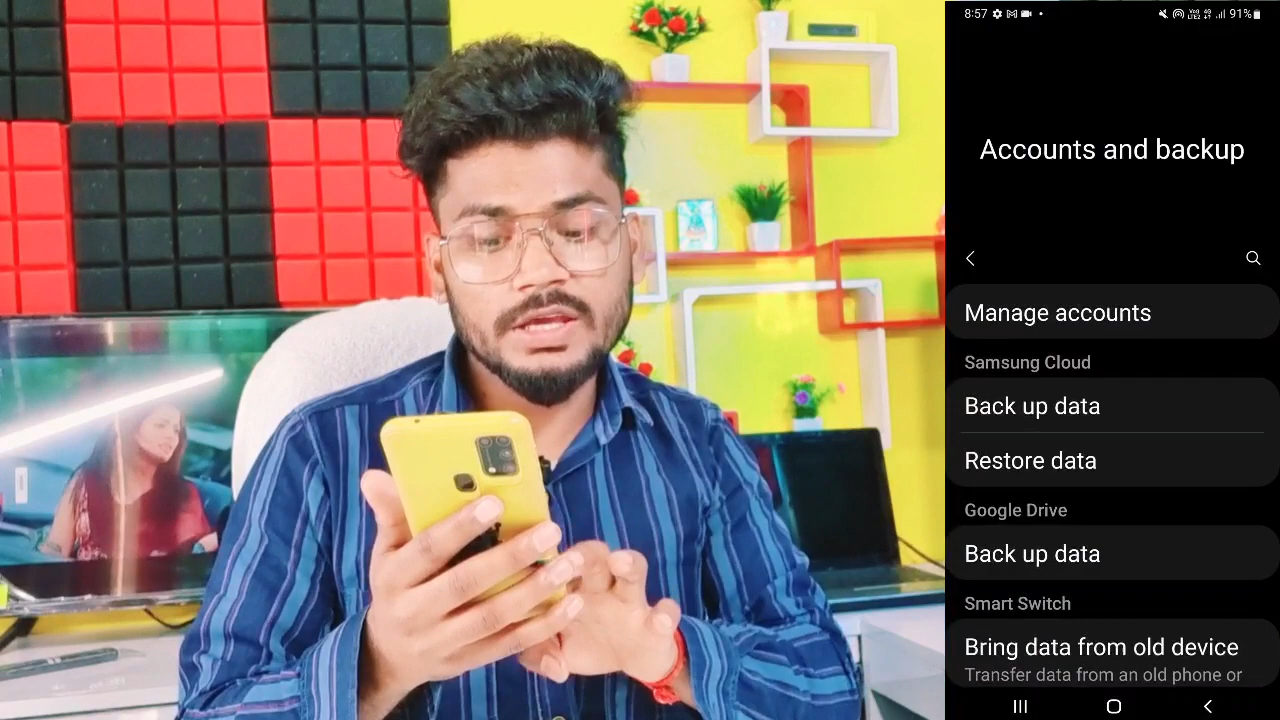 8:57
91%
Accounts and backup
Manage accounts
Samsung Cloud
Back up data
Restore data
Google Drive
Back up data
Smart Switch
Bring data from old device
Transfer data from an old phone or